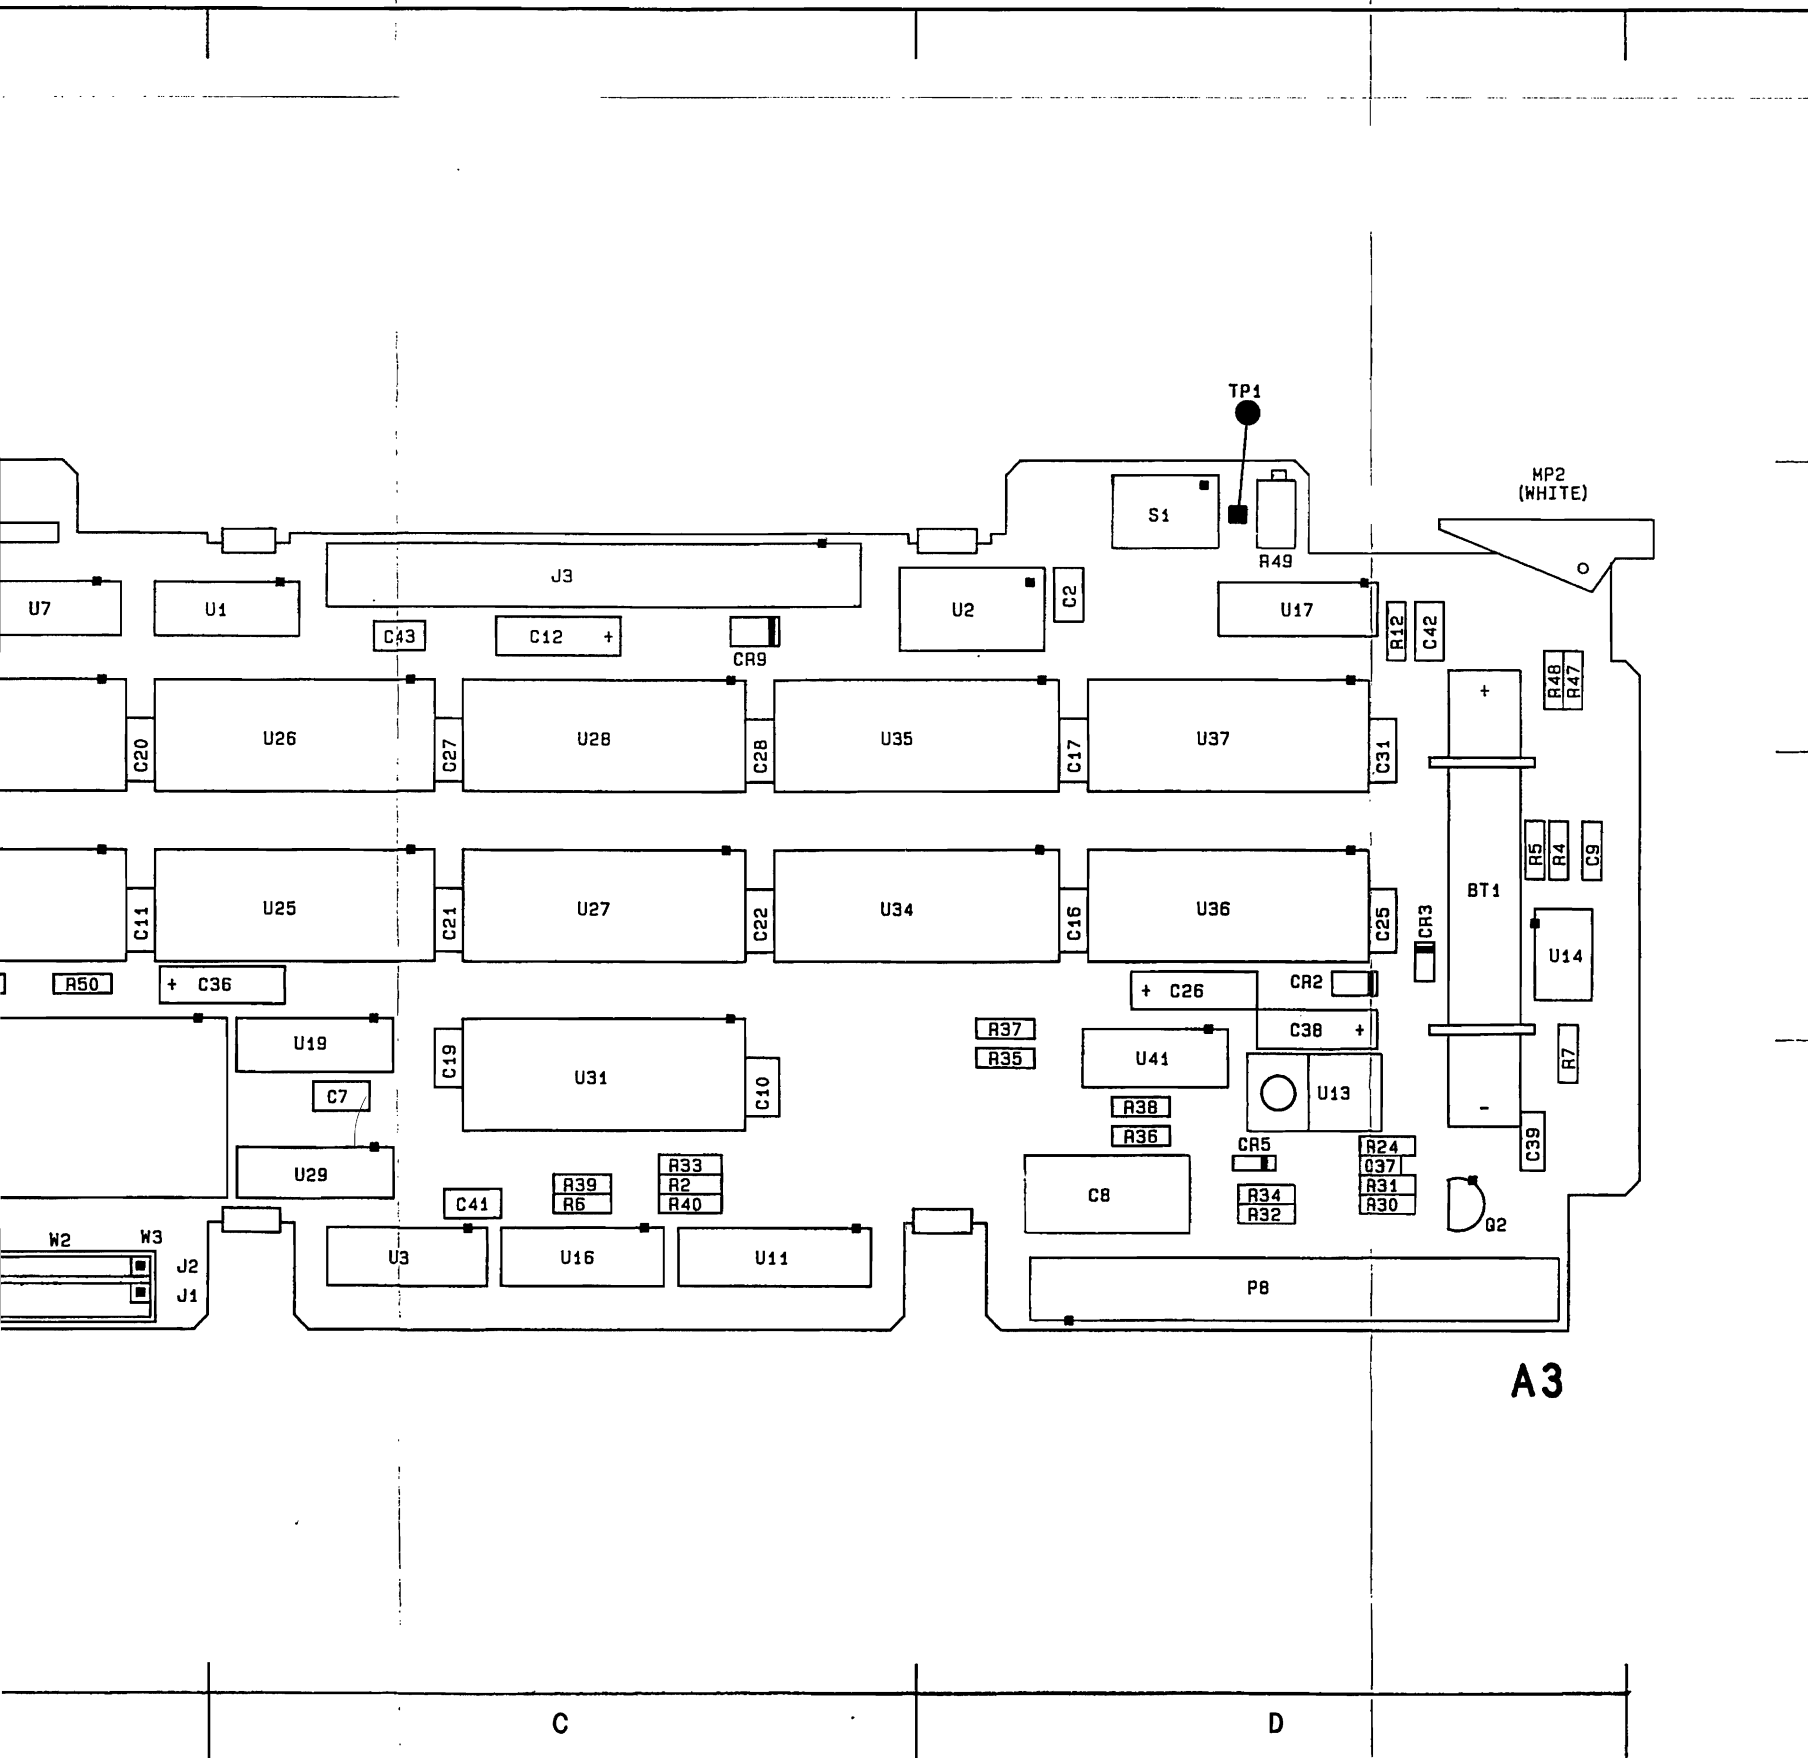 TP1
MP2
(WHITE)
S1
R49
J3
U7
U1
U2
C2
U17
R12
C42
C43
C12 +
CR9
R48
R47
+
C20
U26
C27
U28
C28
U35
C17
U37
C31
R5
R4
C9
BT1
C11
U25
C21
U27
C22
U34
C16
U36
C25
CR3
U14
R50
+ C36
+ C26
CR2
U19
C19
U31
C10
R37
R35
U41
C38 +
R7
C7
U13
R38
R36
-
C39
U29
R33
R39
R2
R6
R40
C41
C8
CR5
R34
R32
R24
Q37
R31
R30
Q2
W2
W3
J2
J1
U3
U16
U11
P8
A3
C
D